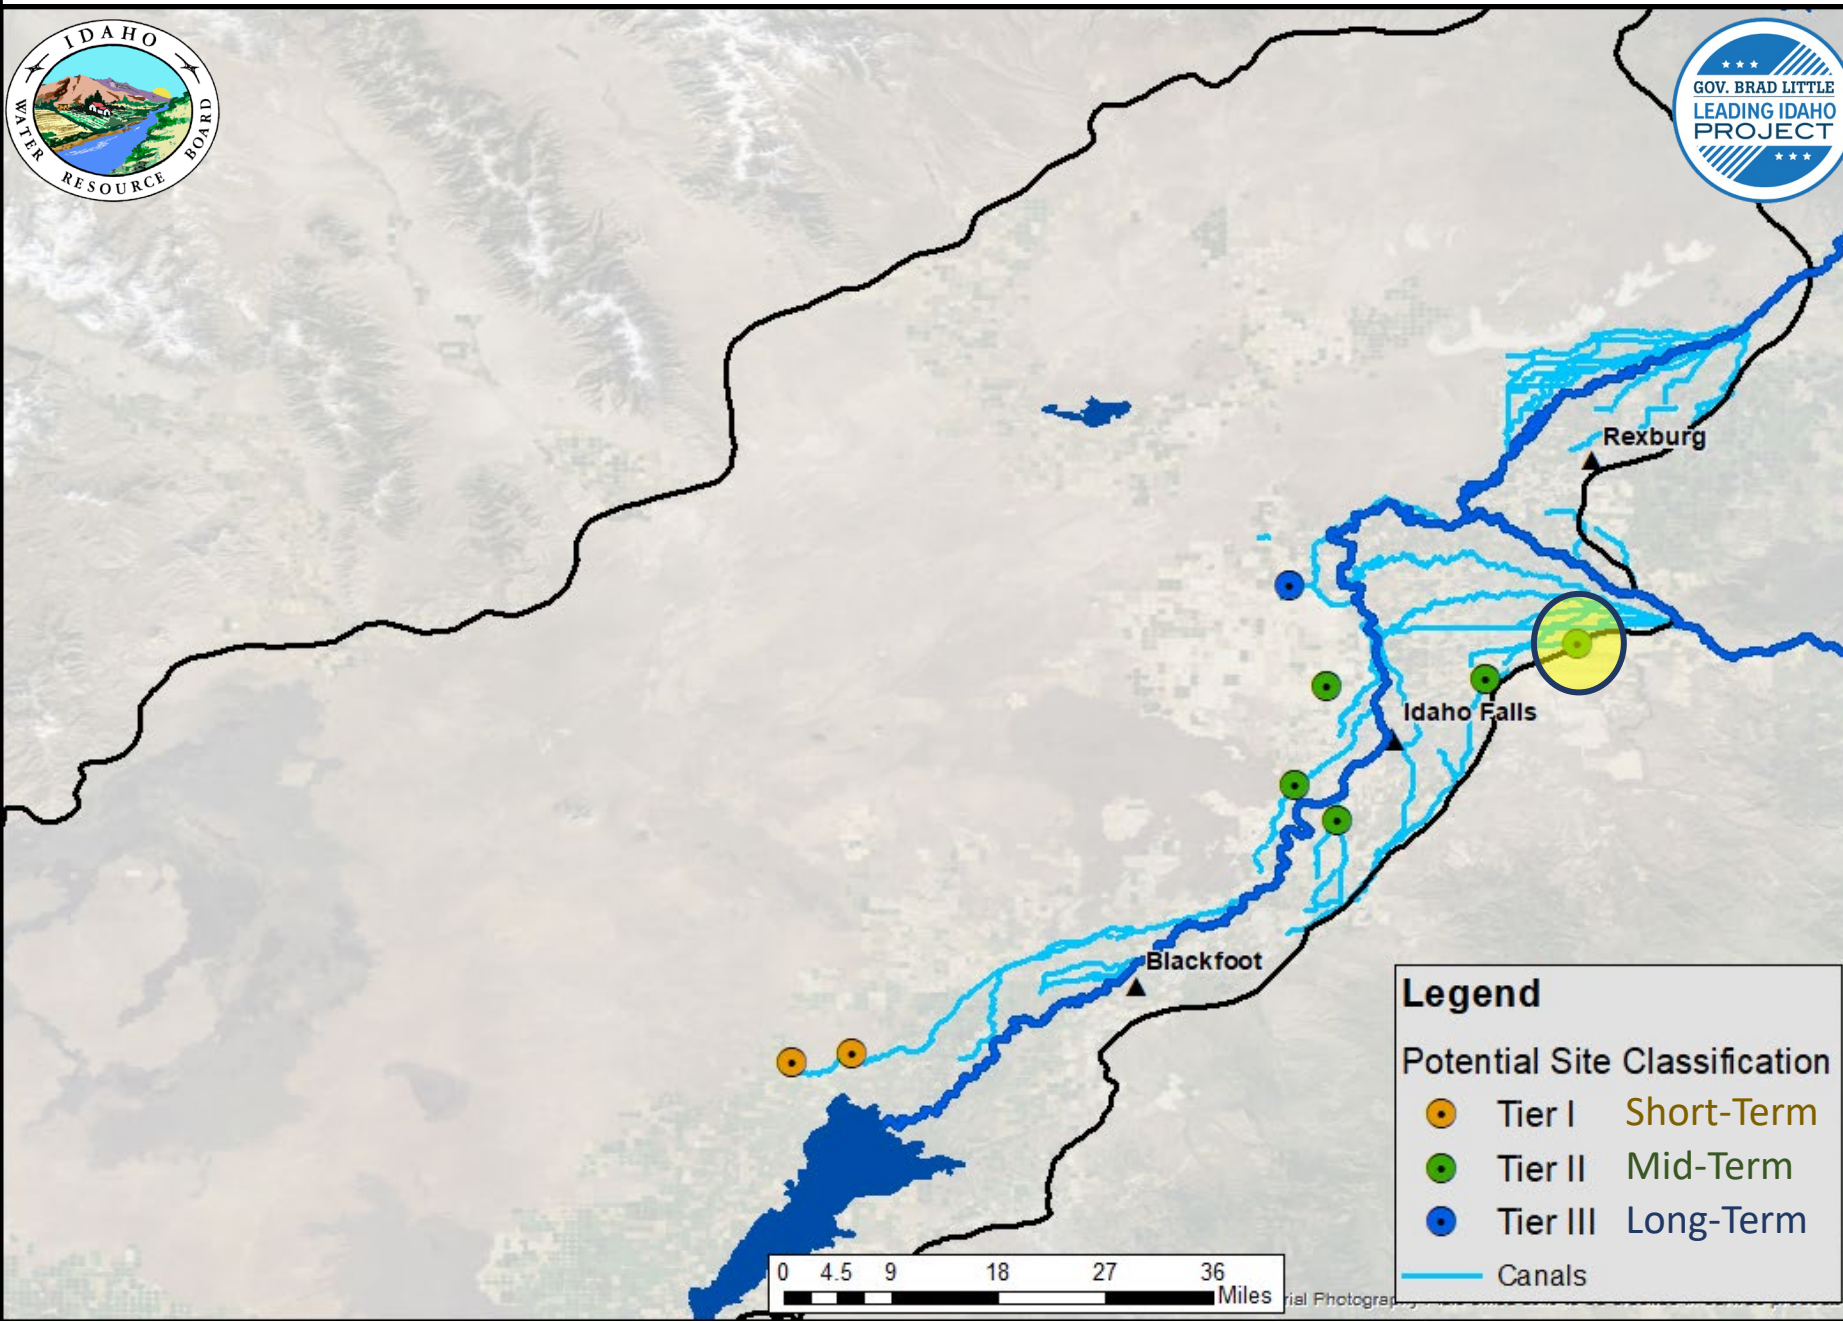 IDAHO
WATER
RESOURCE
BOARD
GOV. BRAD LITTLE
LEADING IDAHO
PROJECT
Rexburg
Idaho Falls
Blackfoot
Legend
Potential Site Classification
Tier I Short-Term
Tier II Mid-Term
Tier III Long-Term
Canals
0 4.5 9 18 27 36
Miles